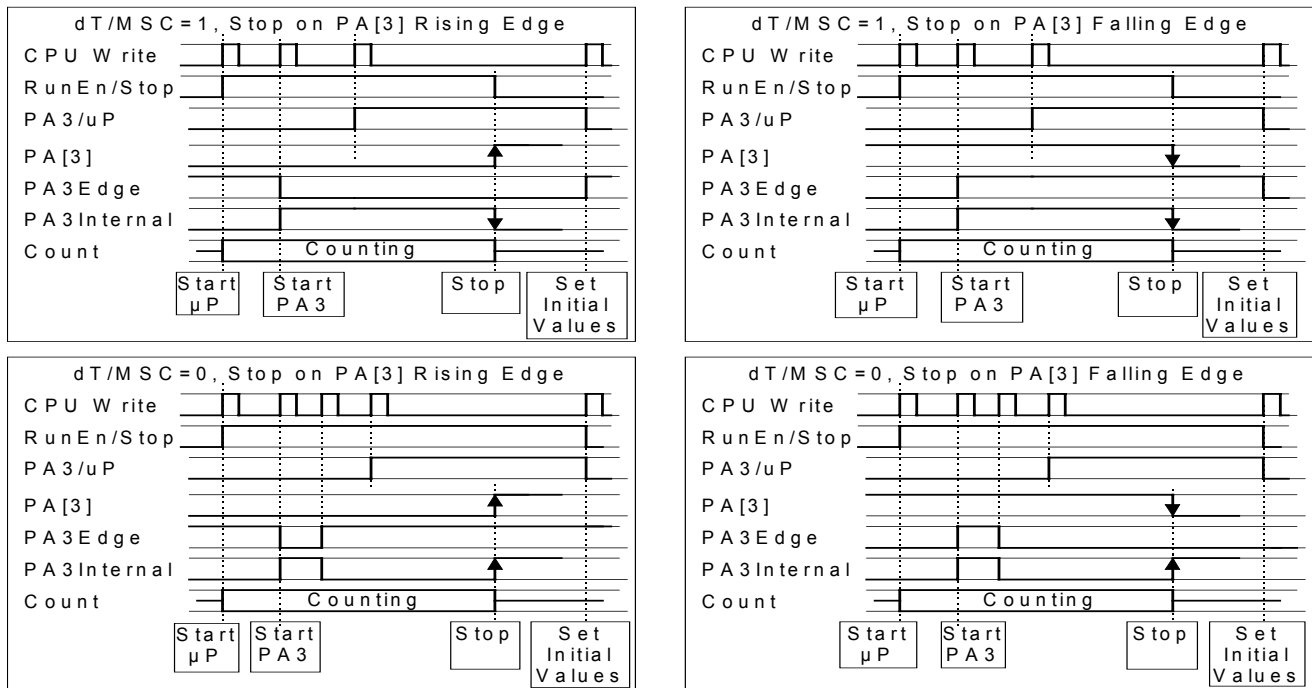 dT/MSC=1, Stop on PA[3] Rising Edge
CPU Write
RunEn/Stop
PA3/uP
PA[3]
PA3Edge
PA3Internal
Count
Counting
Start
µP
Start
PA3
Stop
Set
Initial
Values
dT/MSC=1, Stop on PA[3] Falling Edge
CPU Write
RunEn/Stop
PA3/uP
PA[3]
PA3Edge
PA3Internal
Count
Counting
Start
µP
Start
PA3
Stop
Set
Initial
Values
dT/MSC=0, Stop on PA[3] Rising Edge
CPU Write
RunEn/Stop
PA3/uP
PA[3]
PA3Edge
PA3Internal
Count
Counting
Start
µP
Start
PA3
Stop
Set
Initial
Values
dT/MSC=0, Stop on PA[3] Falling Edge
CPU Write
RunEn/Stop
PA3/uP
PA[3]
PA3Edge
PA3Internal
Count
Counting
Start
µP
Start
PA3
Stop
Set
Initial
Values